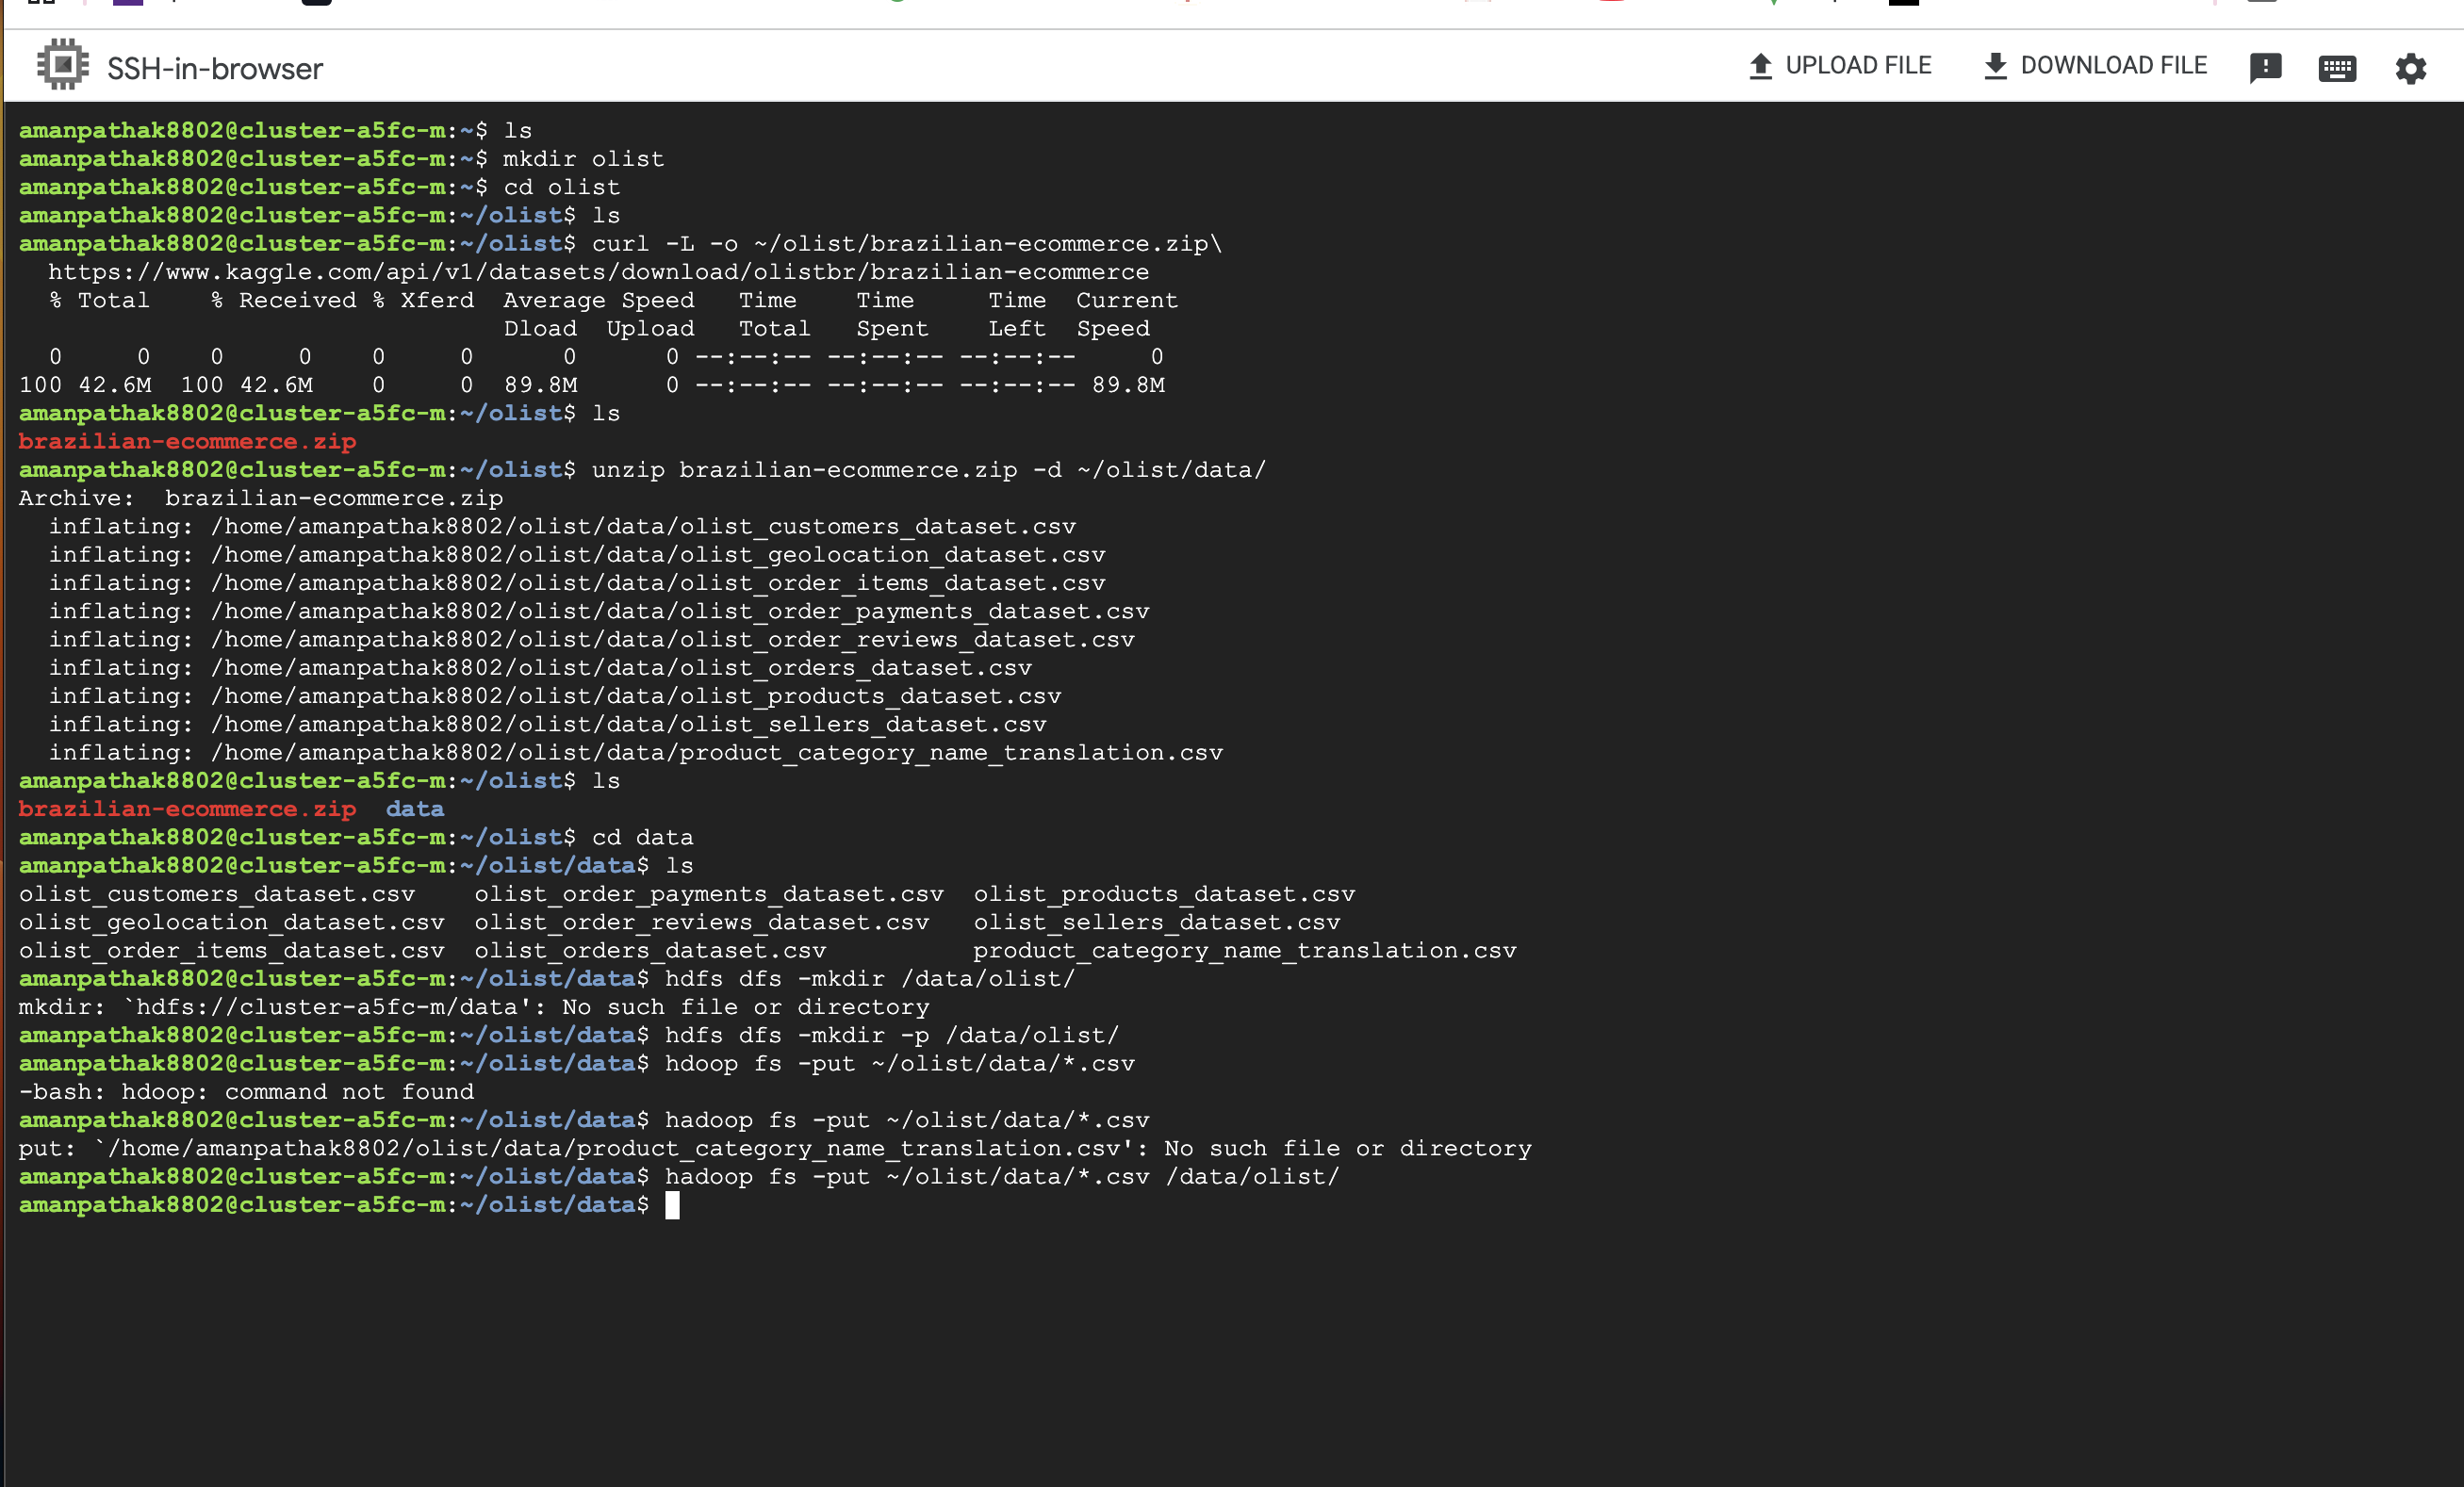 SSH-in-browser
UPLOAD FILE
DOWNLOAD FILE
amanpathak8802@cluster-a5fc-m:~$ ls
amanpathak8802@cluster-a5fc-m:~$ mkdir olist
amanpathak8802@cluster-a5fc-m:~$ cd olist
amanpathak8802@cluster-a5fc-m:~/olist$ ls
amanpathak8802@cluster-a5fc-m:~/olist$ curl -L -o ~/olist/brazilian-ecommerce.zip\
  https://www.kaggle.com/api/v1/datasets/download/olistbr/brazilian-ecommerce
  % Total    % Received % Xferd  Average Speed   Time    Time     Time  Current
                                 Dload  Upload   Total   Spent    Left  Speed
  0     0    0     0    0     0      0      0 --:--:-- --:--:-- --:--:--     0
100 42.6M  100 42.6M    0     0  89.8M      0 --:--:-- --:--:-- --:--:-- 89.8M
amanpathak8802@cluster-a5fc-m:~/olist$ ls
brazilian-ecommerce.zip
amanpathak8802@cluster-a5fc-m:~/olist$ unzip brazilian-ecommerce.zip -d ~/olist/data/
Archive:  brazilian-ecommerce.zip
  inflating: /home/amanpathak8802/olist/data/olist_customers_dataset.csv
  inflating: /home/amanpathak8802/olist/data/olist_geolocation_dataset.csv
  inflating: /home/amanpathak8802/olist/data/olist_order_items_dataset.csv
  inflating: /home/amanpathak8802/olist/data/olist_order_payments_dataset.csv
  inflating: /home/amanpathak8802/olist/data/olist_order_reviews_dataset.csv
  inflating: /home/amanpathak8802/olist/data/olist_orders_dataset.csv
  inflating: /home/amanpathak8802/olist/data/olist_products_dataset.csv
  inflating: /home/amanpathak8802/olist/data/olist_sellers_dataset.csv
  inflating: /home/amanpathak8802/olist/data/product_category_name_translation.csv
amanpathak8802@cluster-a5fc-m:~/olist$ ls
brazilian-ecommerce.zip  data
amanpathak8802@cluster-a5fc-m:~/olist$ cd data
amanpathak8802@cluster-a5fc-m:~/olist/data$ ls
olist_customers_dataset.csv    olist_order_payments_dataset.csv  olist_products_dataset.csv
olist_geolocation_dataset.csv  olist_order_reviews_dataset.csv   olist_sellers_dataset.csv
olist_order_items_dataset.csv  olist_orders_dataset.csv          product_category_name_translation.csv
amanpathak8802@cluster-a5fc-m:~/olist/data$ hdfs dfs -mkdir /data/olist/
mkdir: `hdfs://cluster-a5fc-m/data': No such file or directory
amanpathak8802@cluster-a5fc-m:~/olist/data$ hdfs dfs -mkdir -p /data/olist/
amanpathak8802@cluster-a5fc-m:~/olist/data$ hdoop fs -put ~/olist/data/*.csv
-bash: hdoop: command not found
amanpathak8802@cluster-a5fc-m:~/olist/data$ hadoop fs -put ~/olist/data/*.csv
put: `/home/amanpathak8802/olist/data/product_category_name_translation.csv': No such file or directory
amanpathak8802@cluster-a5fc-m:~/olist/data$ hadoop fs -put ~/olist/data/*.csv /data/olist/
amanpathak8802@cluster-a5fc-m:~/olist/data$